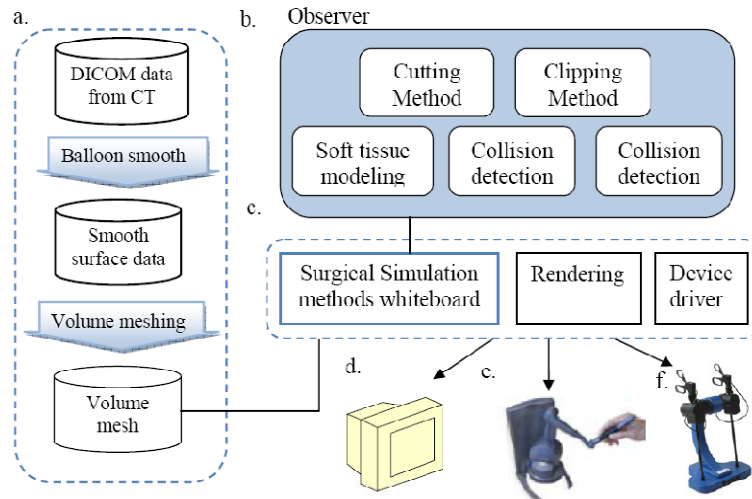 a.
DICOM data
from CT
Balloon smooth
Smooth
surface data
Volume meshing
Volume
mesh
b.
Observer
Cutting
Method
Clipping
Method
Soft tissue
modeling
Collision
detection
Collision
detection
c.
Surgical Simulation
methods whiteboard
Rendering
Device
driver
d.
c.
f.